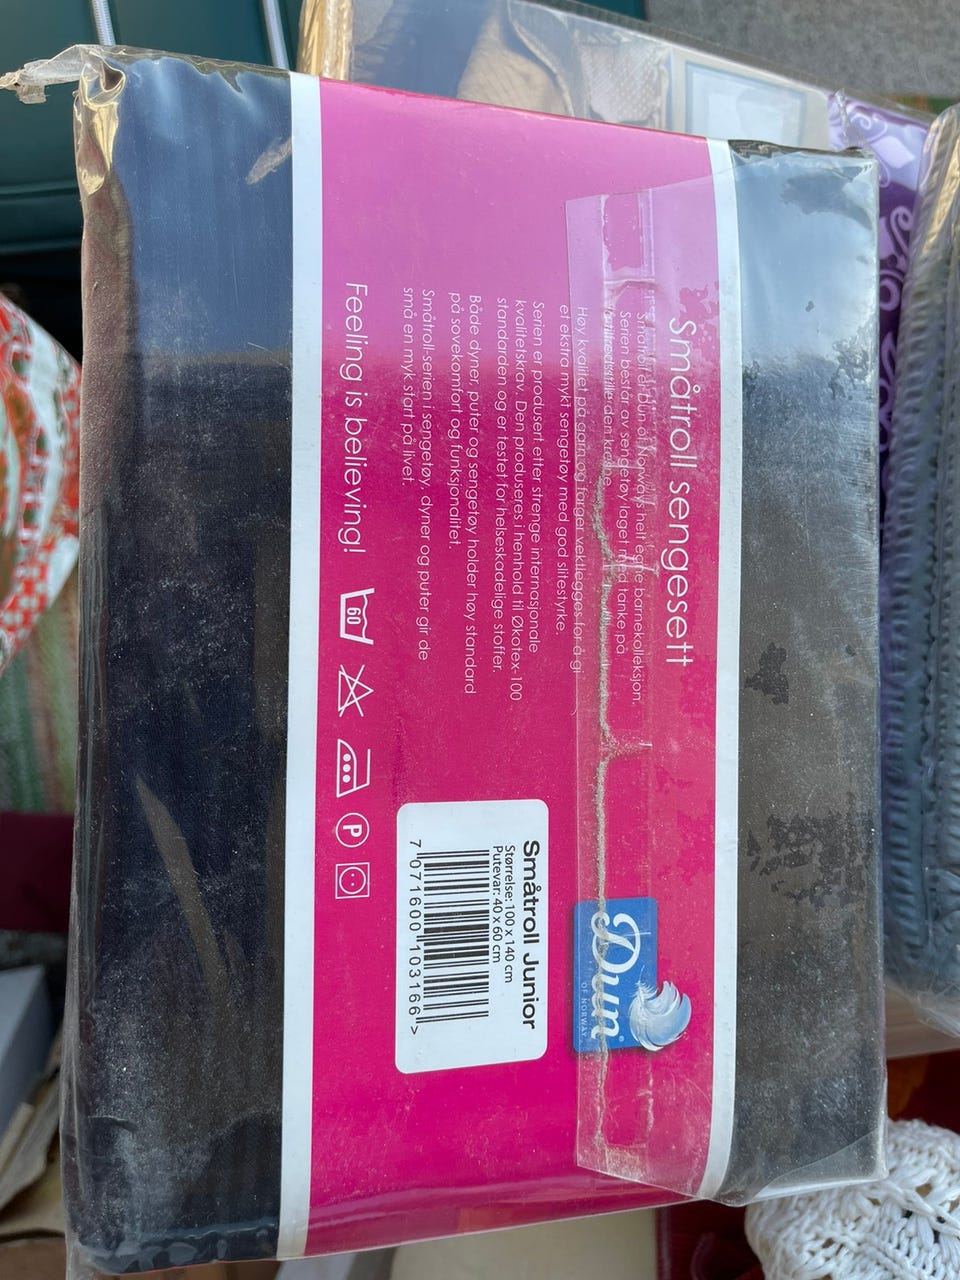 Småtroll sengesett
Småtroll er Dun of Norways helt egne barnekolleksjon.
Serien består av sengetøy laget med tanke på
å tilfredsstille den kresne.
Høy kvalitet på garn og farger vektlegges for å gi
et ekstra mykt sengetøy med god slitestyrke.
Serien er produsert etter strenge internasjonale
kvalitetskrav. Den produseres i henhold til Økotex-100
standarden og er testet for helseskadelige stoffer.
Både dyner, puter og sengetøy holder høy standard
på sovekomfort og funksjonalitet.
Småtroll-serien i sengetøy, dyner og puter gir de
små en myk start på livet.
Feeling is believing!
60
P
Dun®
OF NORWAY
Småtroll Junior
Størrelse: 100 x 140 cm
Putevar: 40 x 60 cm
7 071600 103166 >